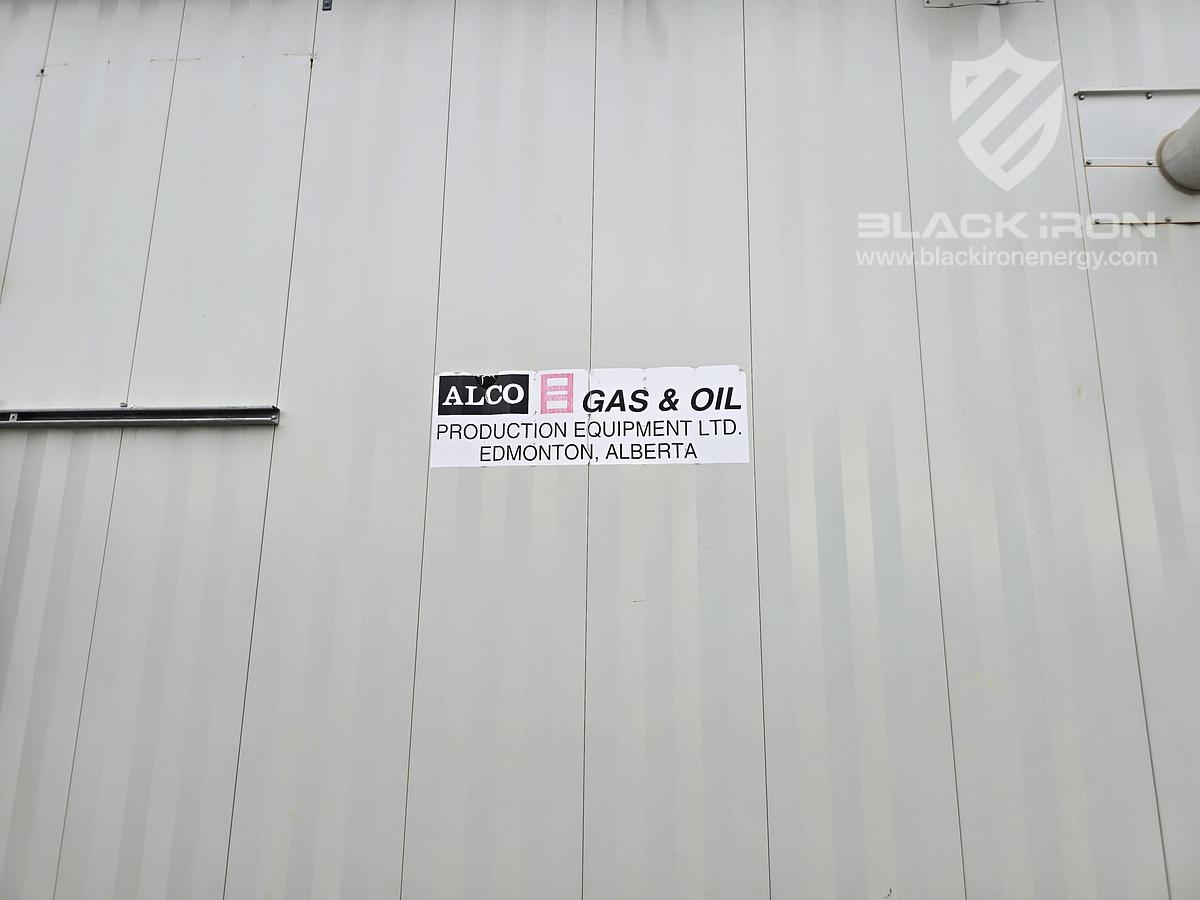 BLACK iRON
www.blackironenergy.com
ALCO GAS & OIL
PRODUCTION EQUIPMENT LTD.
EDMONTON, ALBERTA